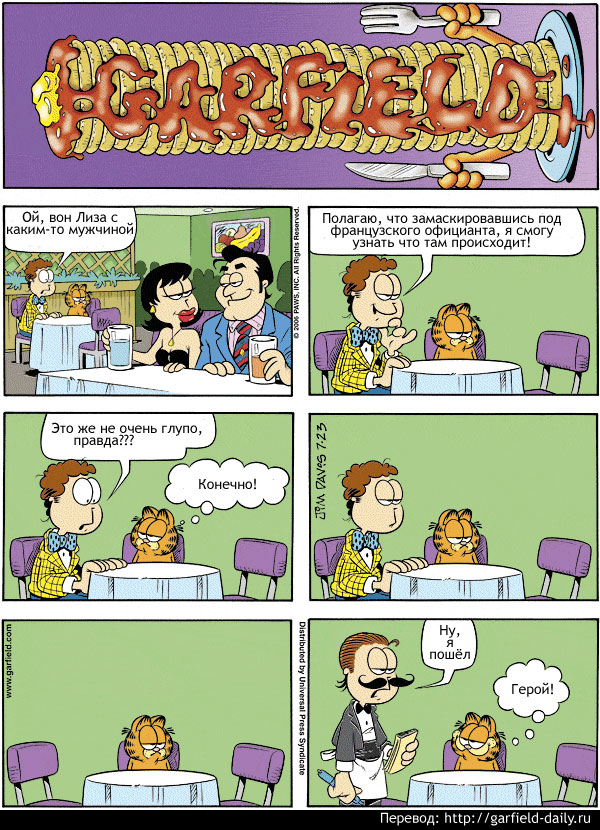 GARFIELD
Ой, вон Лиза с
каким-то мужчиной
© 2006 PAWS, INC. All Rights Reserved.
Полагаю, что замаскировавшись под
французского официанта, я смогу
узнать что там происходит!
Это же не очень глупо,
правда???
Конечно!
JIM DAVIS 7-23
www.garfield.com
Distributed by Universal Press Syndicate
Ну,
я
пошёл
Герой!
Перевод: http://garfield-daily.ru